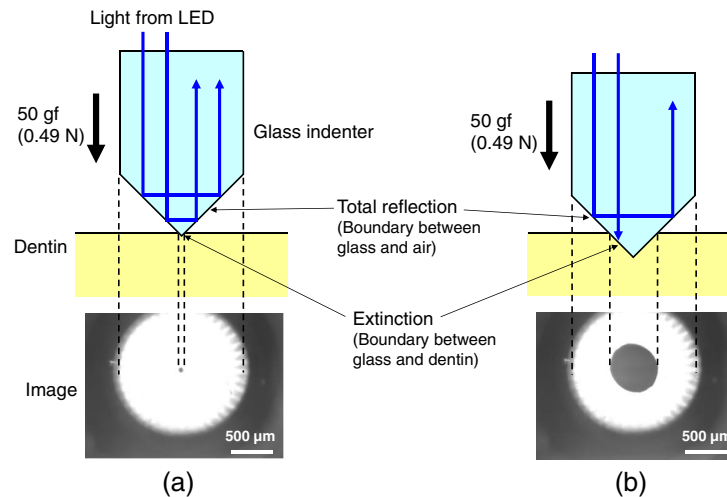 Light from LED
50 gf
(0.49 N)
Glass indenter
50 gf
(0.49 N)
Total reflection
(Boundary between
glass and air)
Dentin
Extinction
(Boundary between
glass and dentin)
Image
500 µm
500 µm
(a)
(b)